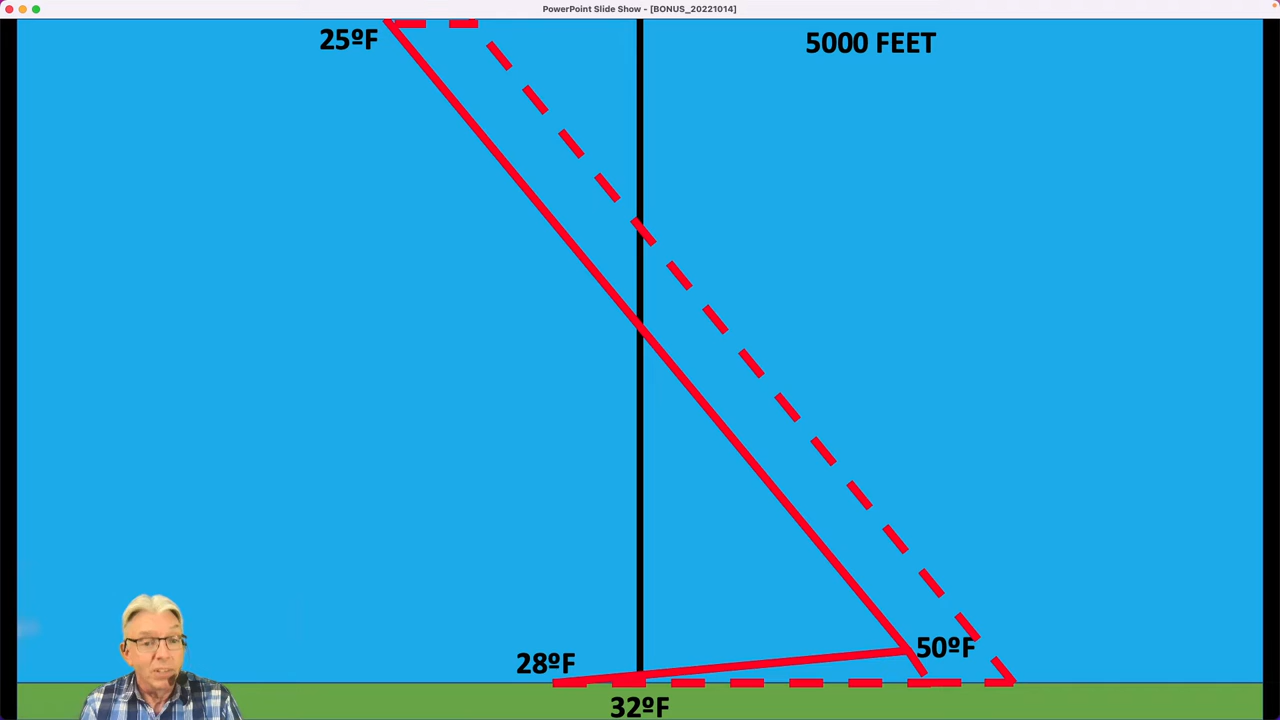 PowerPoint Slide Show - [BONUS_20221014]
25ºF
5000 FEET
50ºF
28ºF
32ºF